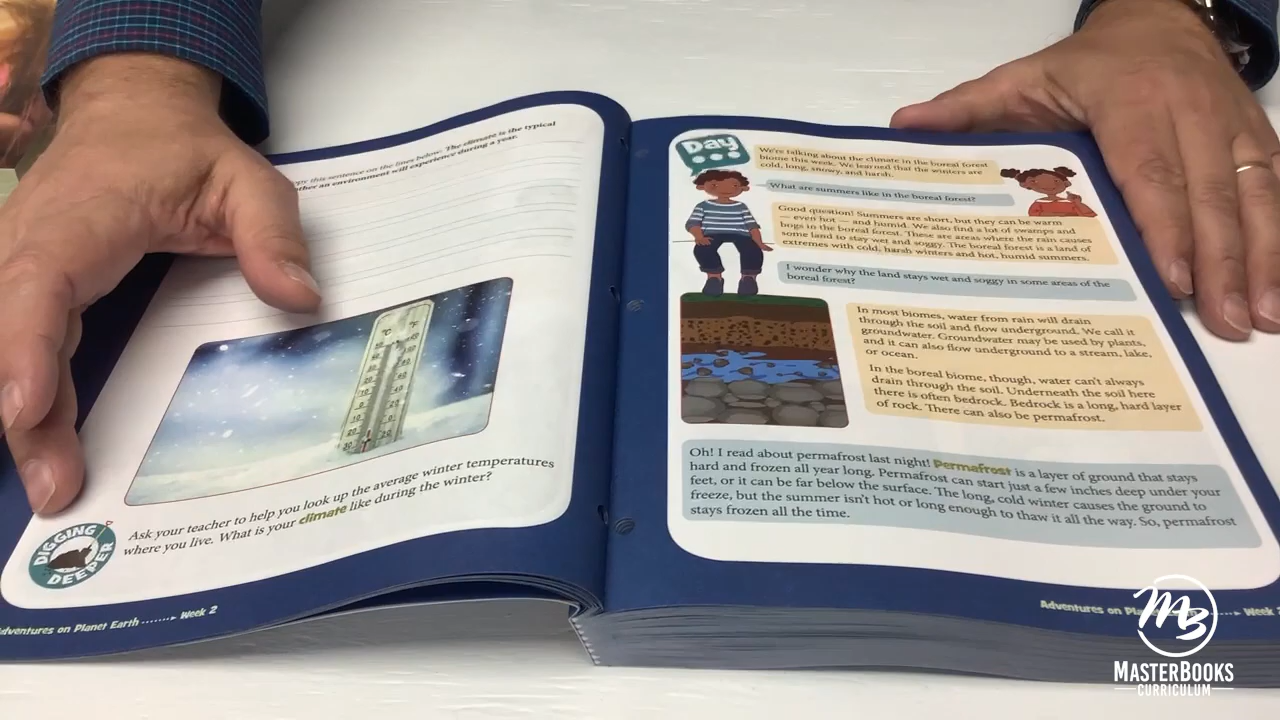 py this sentence on the lines below: The climate is the typical
ther an environment will experience during a year.
°C °F
Ask your teacher to help you look up the average winter temperatures
where you live. What is your climate like during the winter?
DIGGING
DEEPER
Adventures on Planet Earth ------- Week 2
Day
We're talking about the climate in the boreal forest
biome this week. We learned that the winters are
cold, long, snowy, and harsh.
What are summers like in the boreal forest?
Good question! Summers are short, but they can be warm
— even hot — and humid. We also find a lot of swamps and
bogs in the boreal forest. These are areas where the rain causes
some land to stay wet and soggy. The boreal forest is a land of
extremes with cold, harsh winters and hot, humid summers.
I wonder why the land stays wet and soggy in some areas of the
boreal forest?
In most biomes, water from rain will drain
through the soil and flow underground. We call it
groundwater. Groundwater may be used by plants,
and it can also flow underground to a stream, lake,
or ocean.
In the boreal biome, though, water can't always
drain through the soil. Underneath the soil here
there is often bedrock. Bedrock is a long, hard layer
of rock. There can also be permafrost.
Oh! I read about permafrost last night! Permafrost is a layer of ground that stays
hard and frozen all year long. Permafrost can start just a few inches deep under your
feet, or it can be far below the surface. The long, cold winter causes the ground to
freeze, but the summer isn't hot or long enough to thaw it all the way. So, permafrost
stays frozen all the time.
Adventures on Planet Week
MB
MASTERBOOKS
CURRICULUM